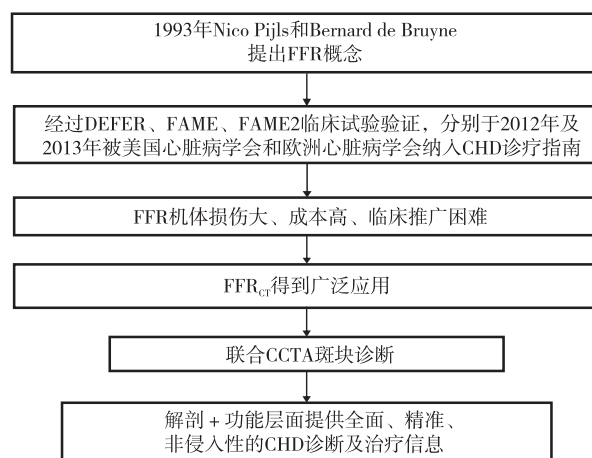 1993年Nico Pijls和Bernard de Bruyne
提出FFR概念
经过DEFER、FAME、FAME2临床试验验证，分别于2012年及
2013年被美国心脏病学会和欧洲心脏病学会纳入CHD诊疗指南
FFR机体损伤大、成本高、临床推广困难
FFRCT得到广泛应用
联合CCTA斑块诊断
解剖+功能层面提供全面、精准、
非侵入性的CHD诊断及治疗信息